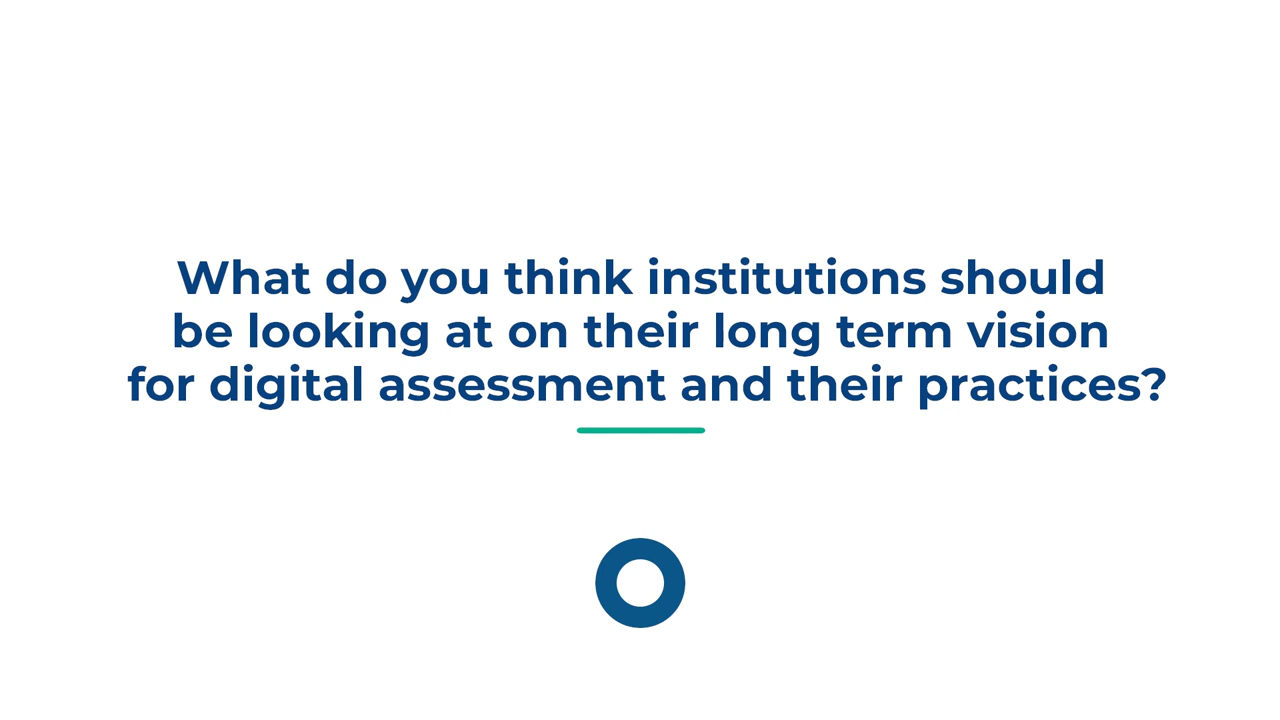 What do you think institutions should
be looking at on their long term vision
for digital assessment and their practices?